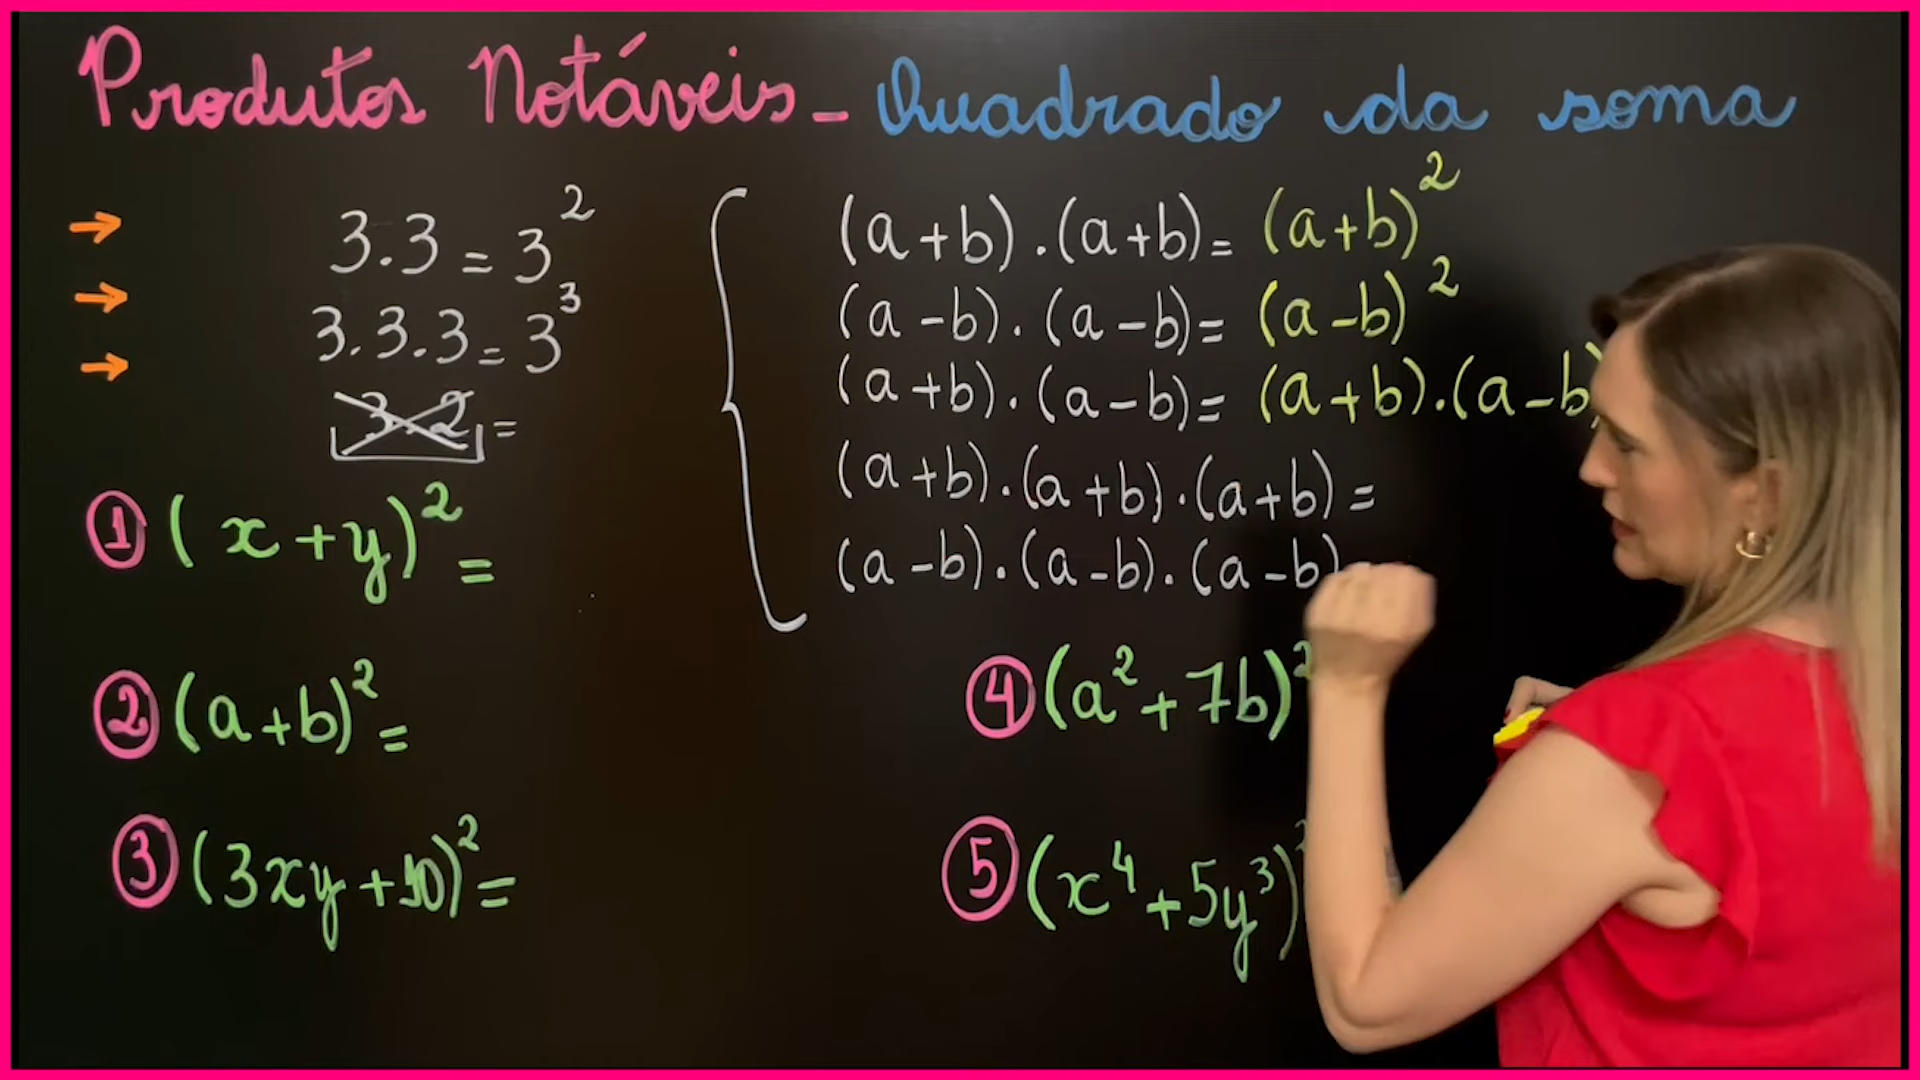 Produtos Notáveis - Quadrado da soma
→ 3.3 = 3²
→ 3.3.3 = 3³
→ 3.2 =
(a+b).(a+b) = (a+b)²
(a-b).(a-b) = (a-b)²
(a+b).(a-b) = (a+b).(a-b)
(a+b).(a+b).(a+b) =
(a-b).(a-b).(a-b)
① (x+y)² =
② (a+b)² =
③ (3xy+10)² =
④ (a²+7b)²
⑤ (x⁴+5y³)